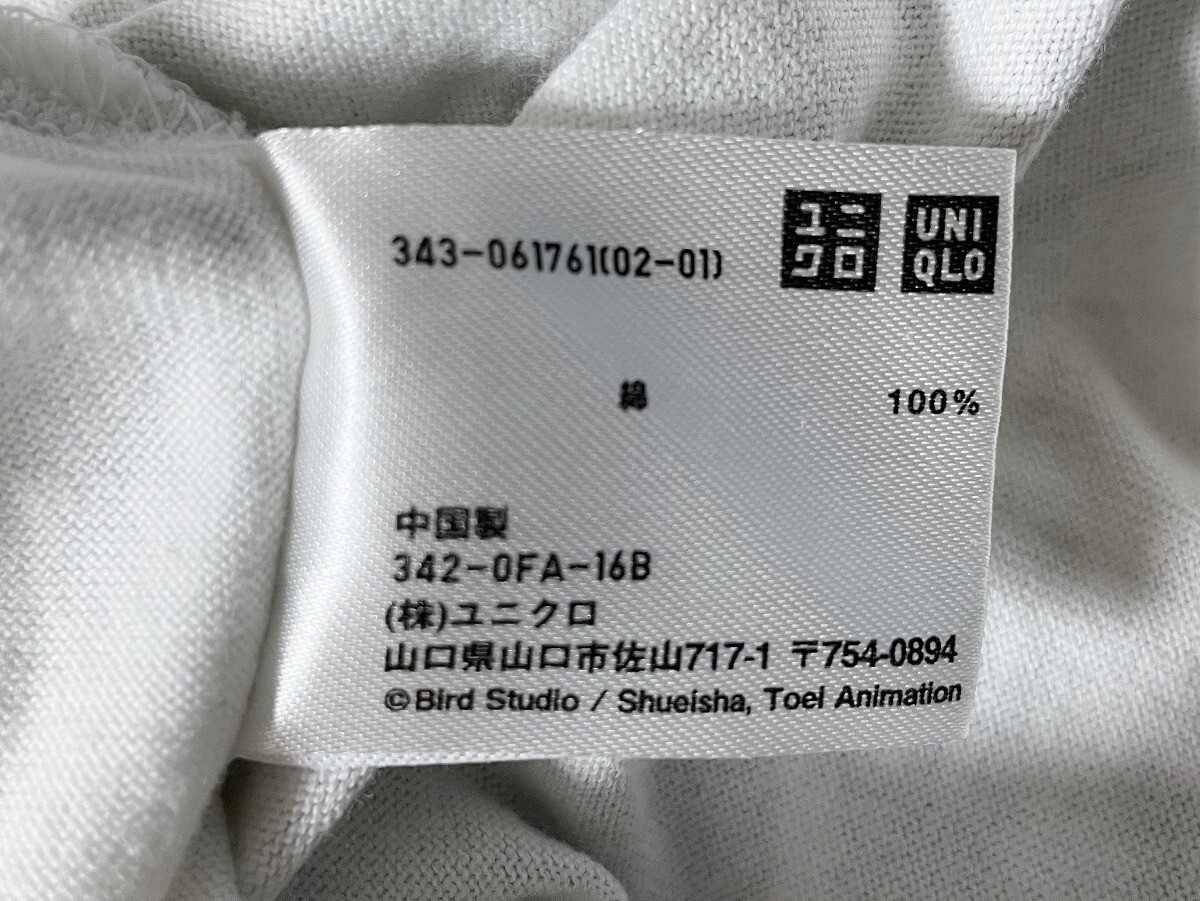 343-061761(02-01)
ユニクロ
UNIQLO
綿 100%
中国製
342-0FA-16B
(株)ユニクロ
山口県山口市佐山717-1 〒754-0894
©Bird Studio / Shueisha, Toei Animation